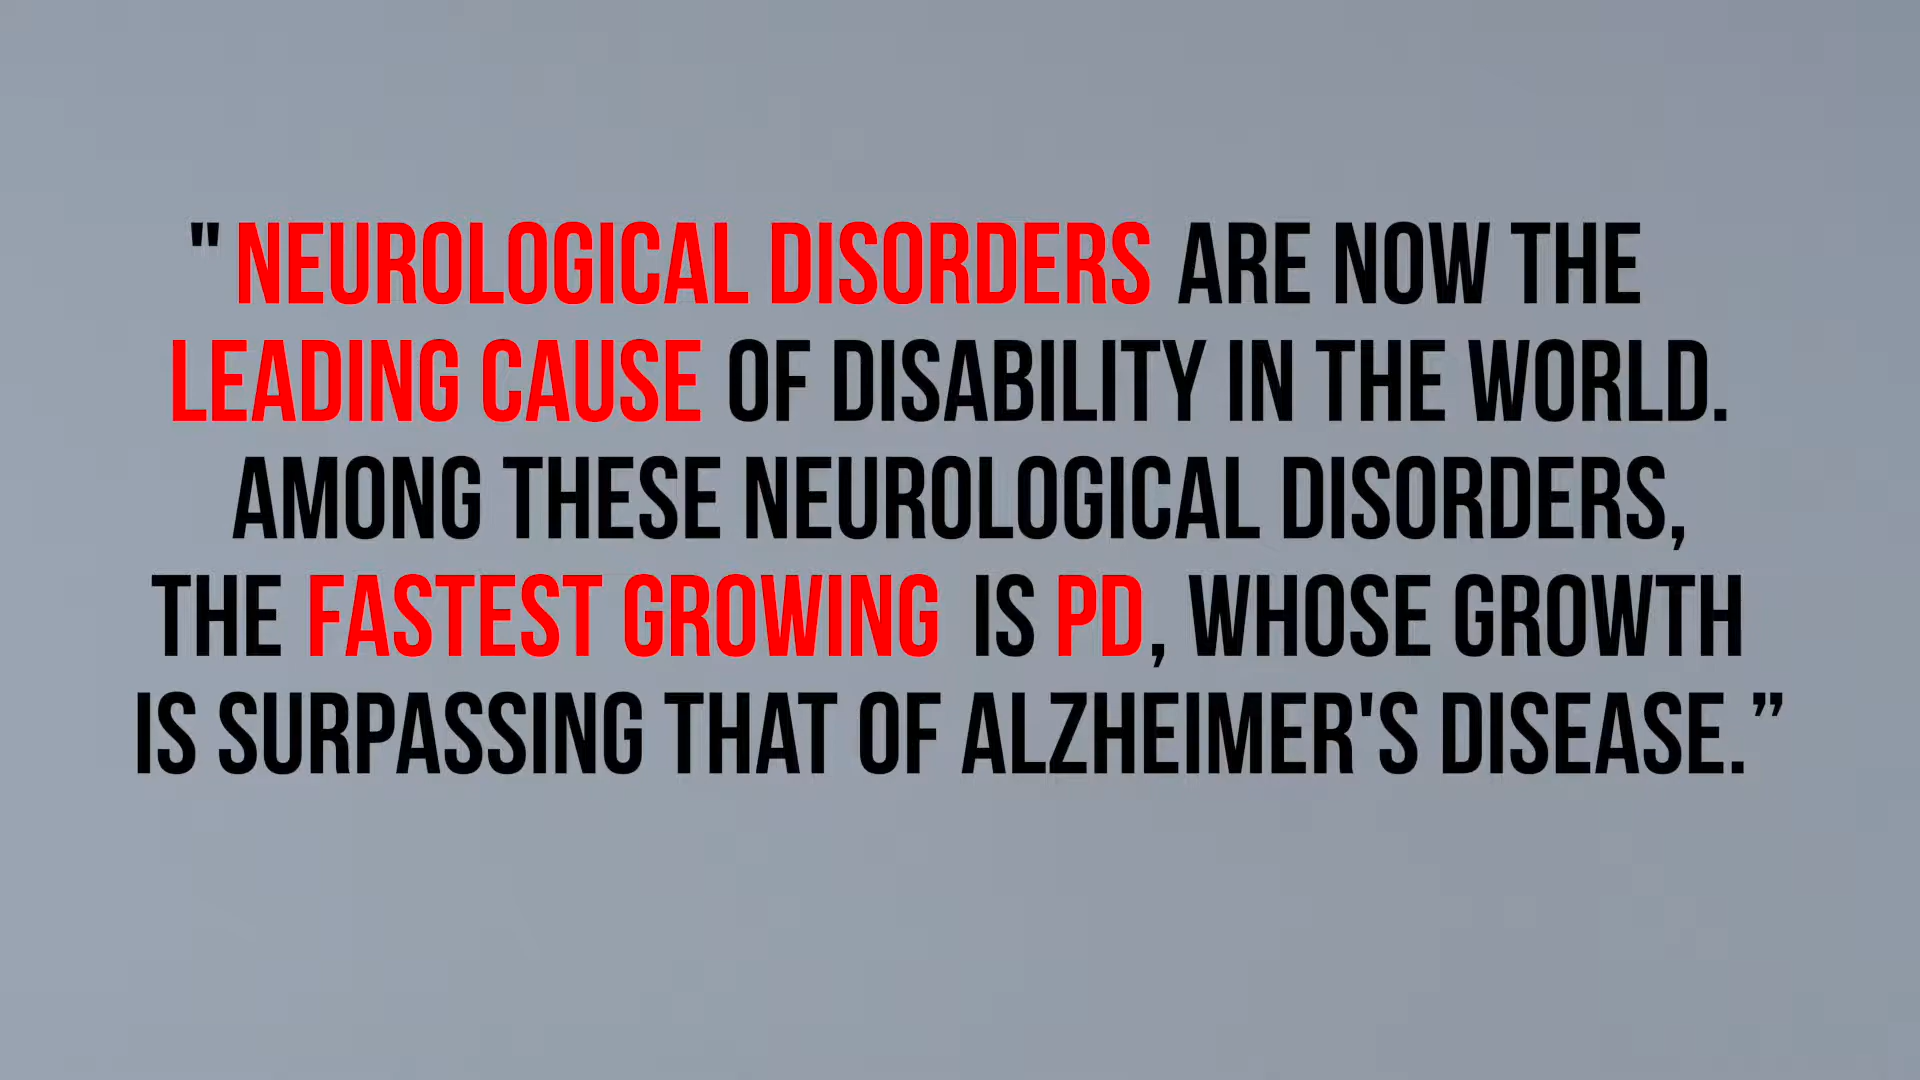 "NEUROLOGICAL DISORDERS ARE NOW THE
LEADING CAUSE OF DISABILITY IN THE WORLD.
AMONG THESE NEUROLOGICAL DISORDERS,
THE FASTEST GROWING IS PD, WHOSE GROWTH
IS SURPASSING THAT OF ALZHEIMER'S DISEASE.”